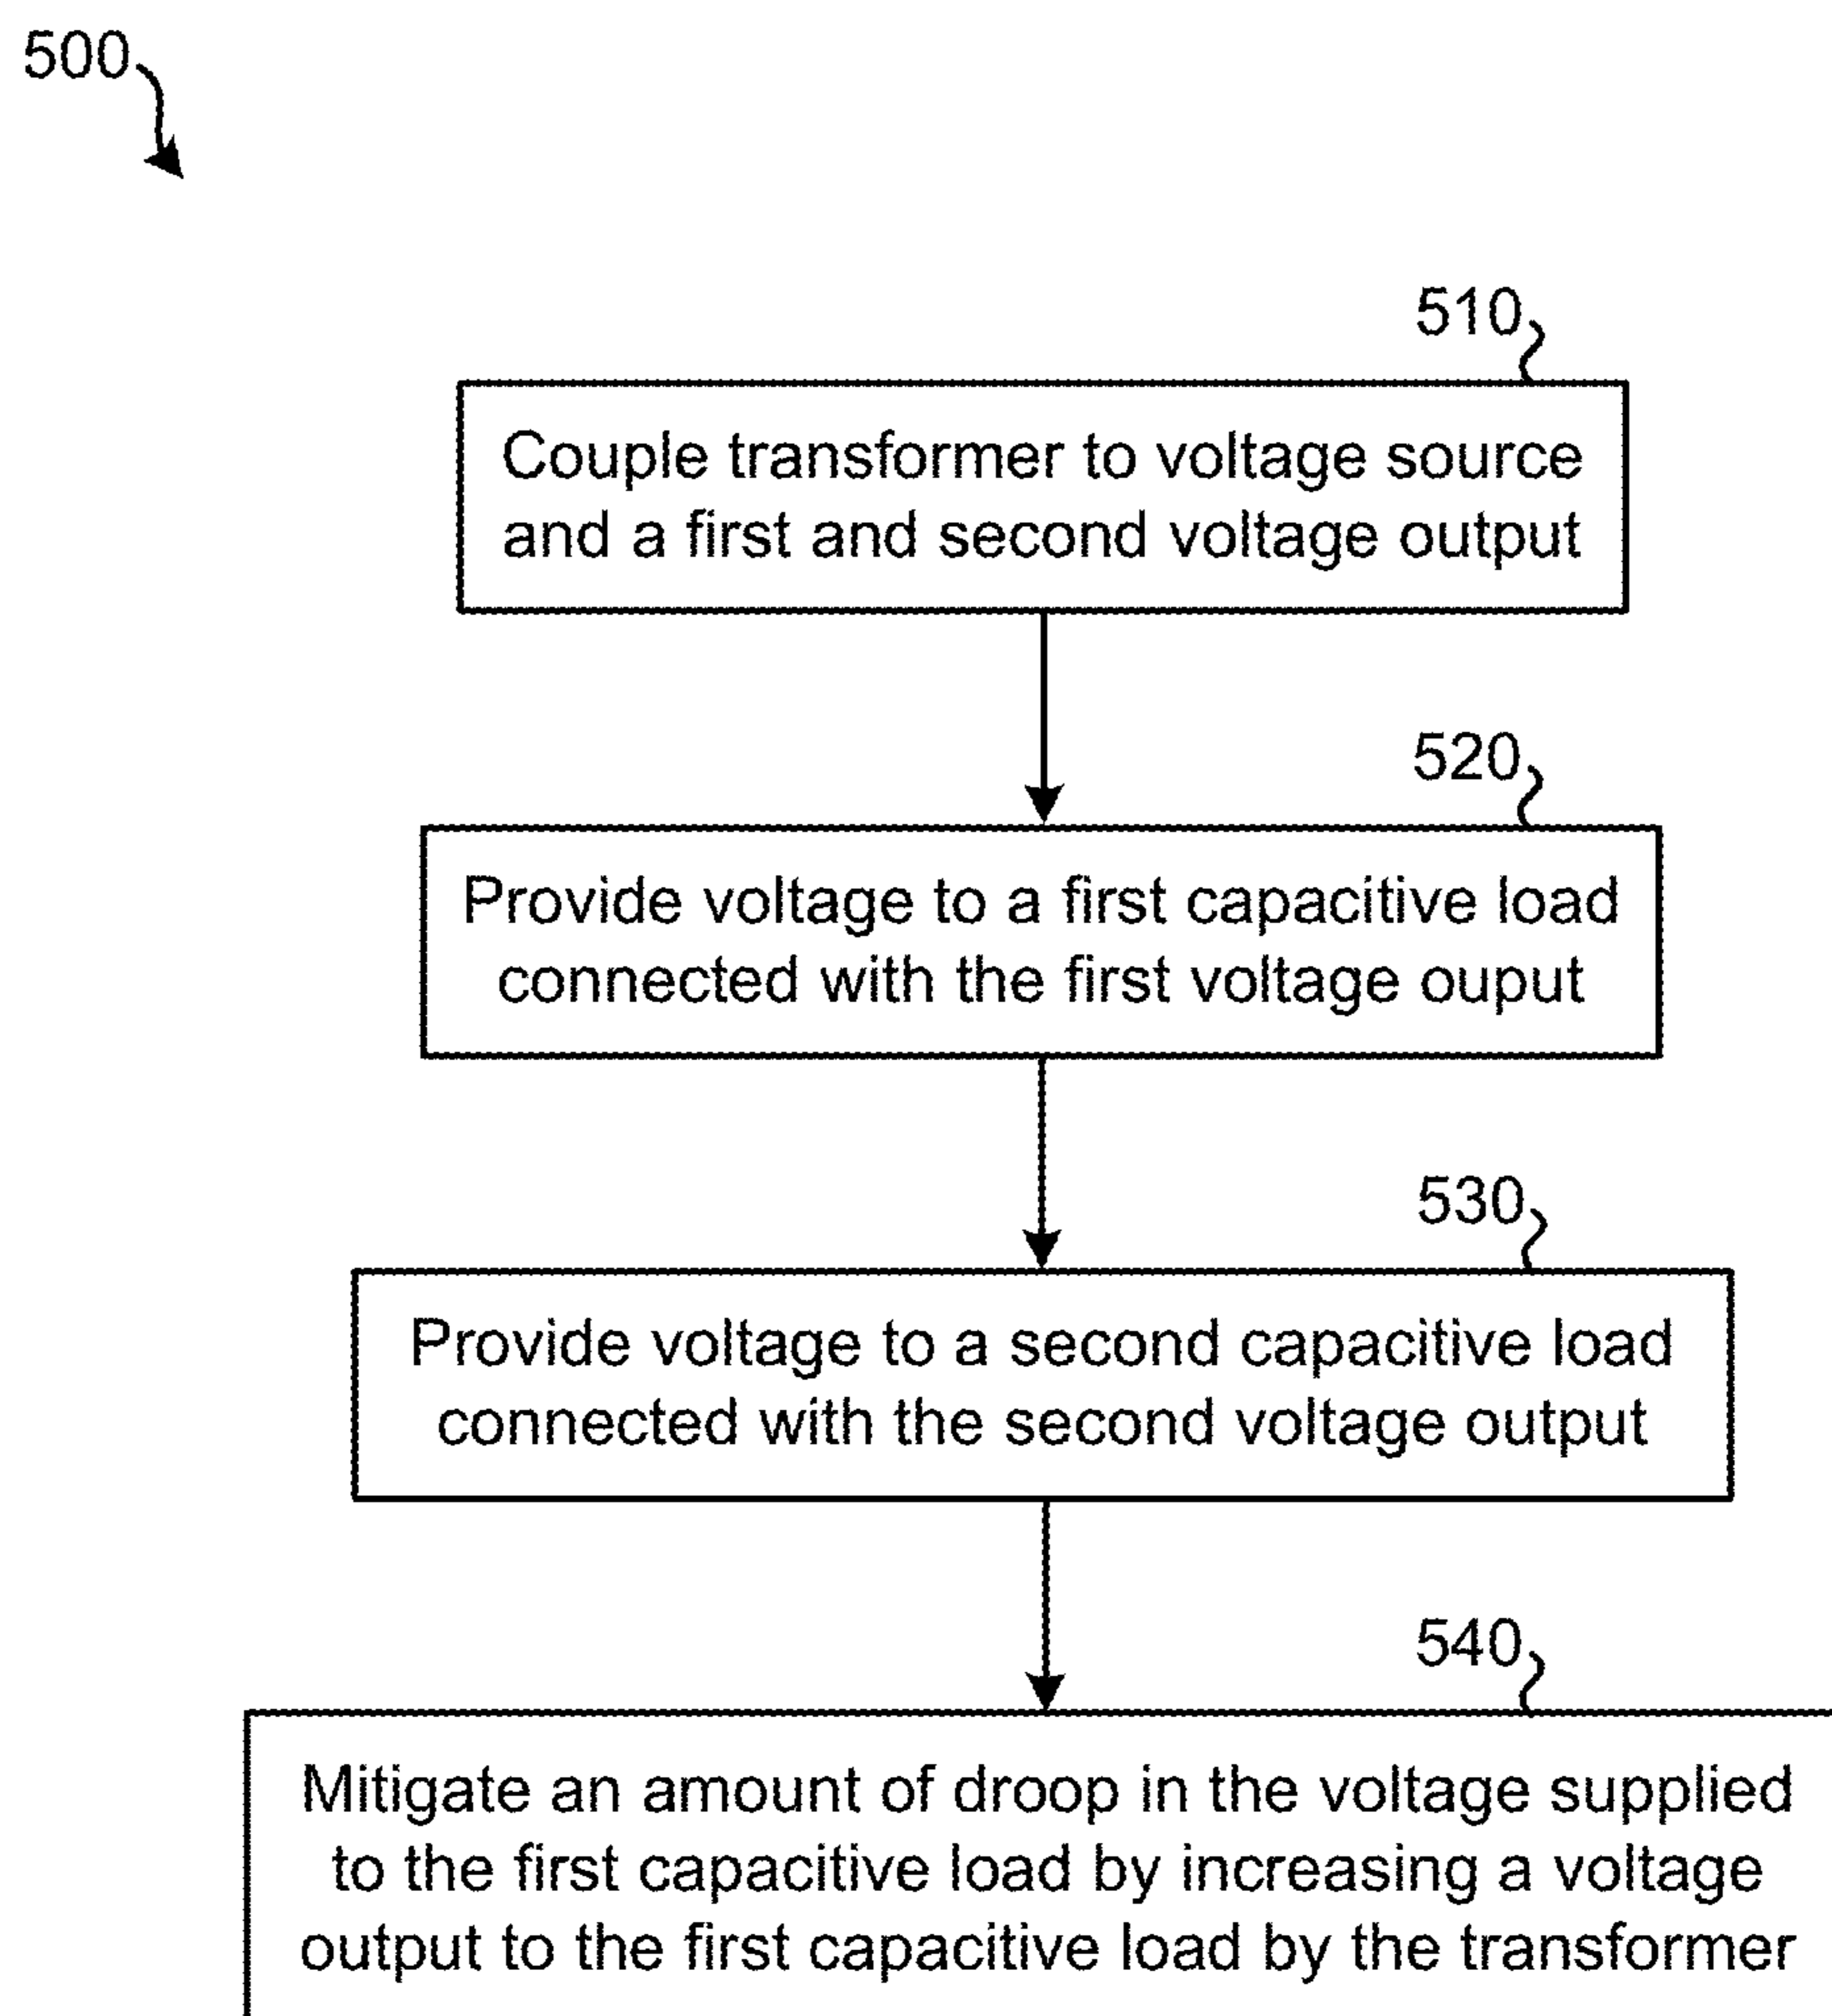 500
510
Couple transformer to voltage source
and a first and second voltage output
520
Provide voltage to a first capacitive load
connected with the first voltage ouput
530
Provide voltage to a second capacitive load
connected with the second voltage output
540
Mitigate an amount of droop in the voltage supplied
to the first capacitive load by increasing a voltage
output to the first capacitive load by the transformer